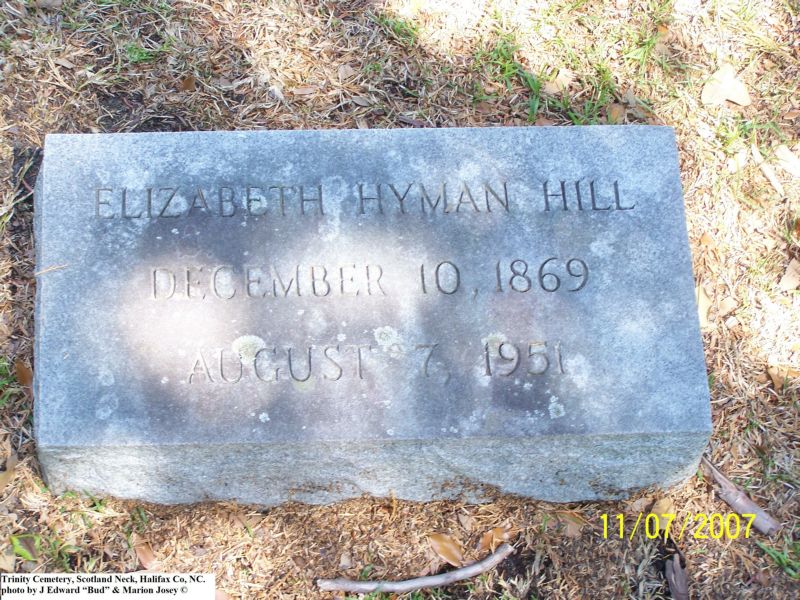 ELIZABETH HYMAN HILL
DECEMBER 10, 1869
AUGUST 7, 1951
11/07/2007
Trinity Cemetery, Scotland Neck, Halifax Co, NC.
photo by J Edward “Bud” & Marion Josey ©